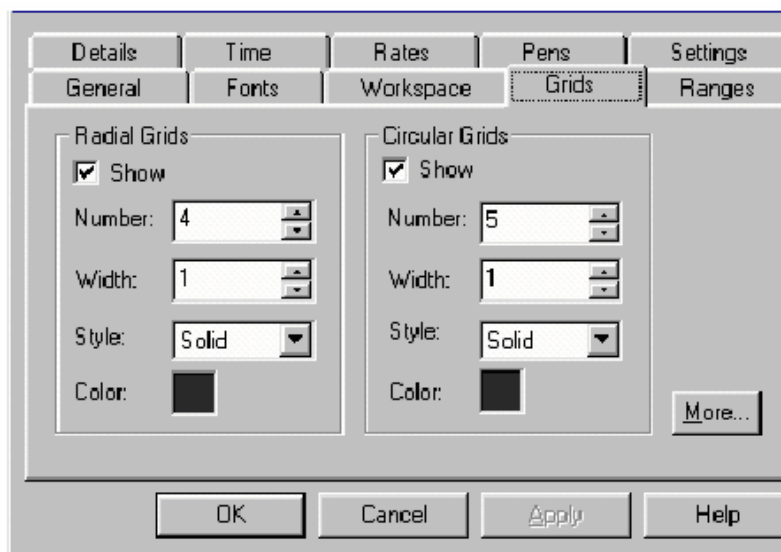 Details Time Rates Pens Settings
General Fonts Workspace Grids Ranges
Radial Grids Circular Grids
Show Show
Number: 4 Number: 5
Width: 1 Width: 1
Style: Solid Style: Solid
Color: Color:
More...
OK Cancel Apply Help